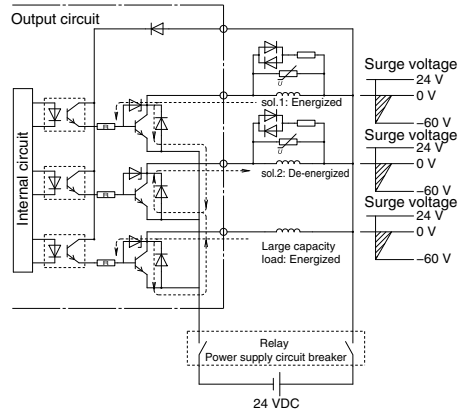 Output circuit
Internal circuit
Surge voltage
24 V
0 V
−60 V
sol.1: Energized
Surge voltage
24 V
0 V
−60 V
sol.2: De-energized
Surge voltage
24 V
0 V
−60 V
Large capacity
load: Energized
Relay
Power supply circuit breaker
24 VDC